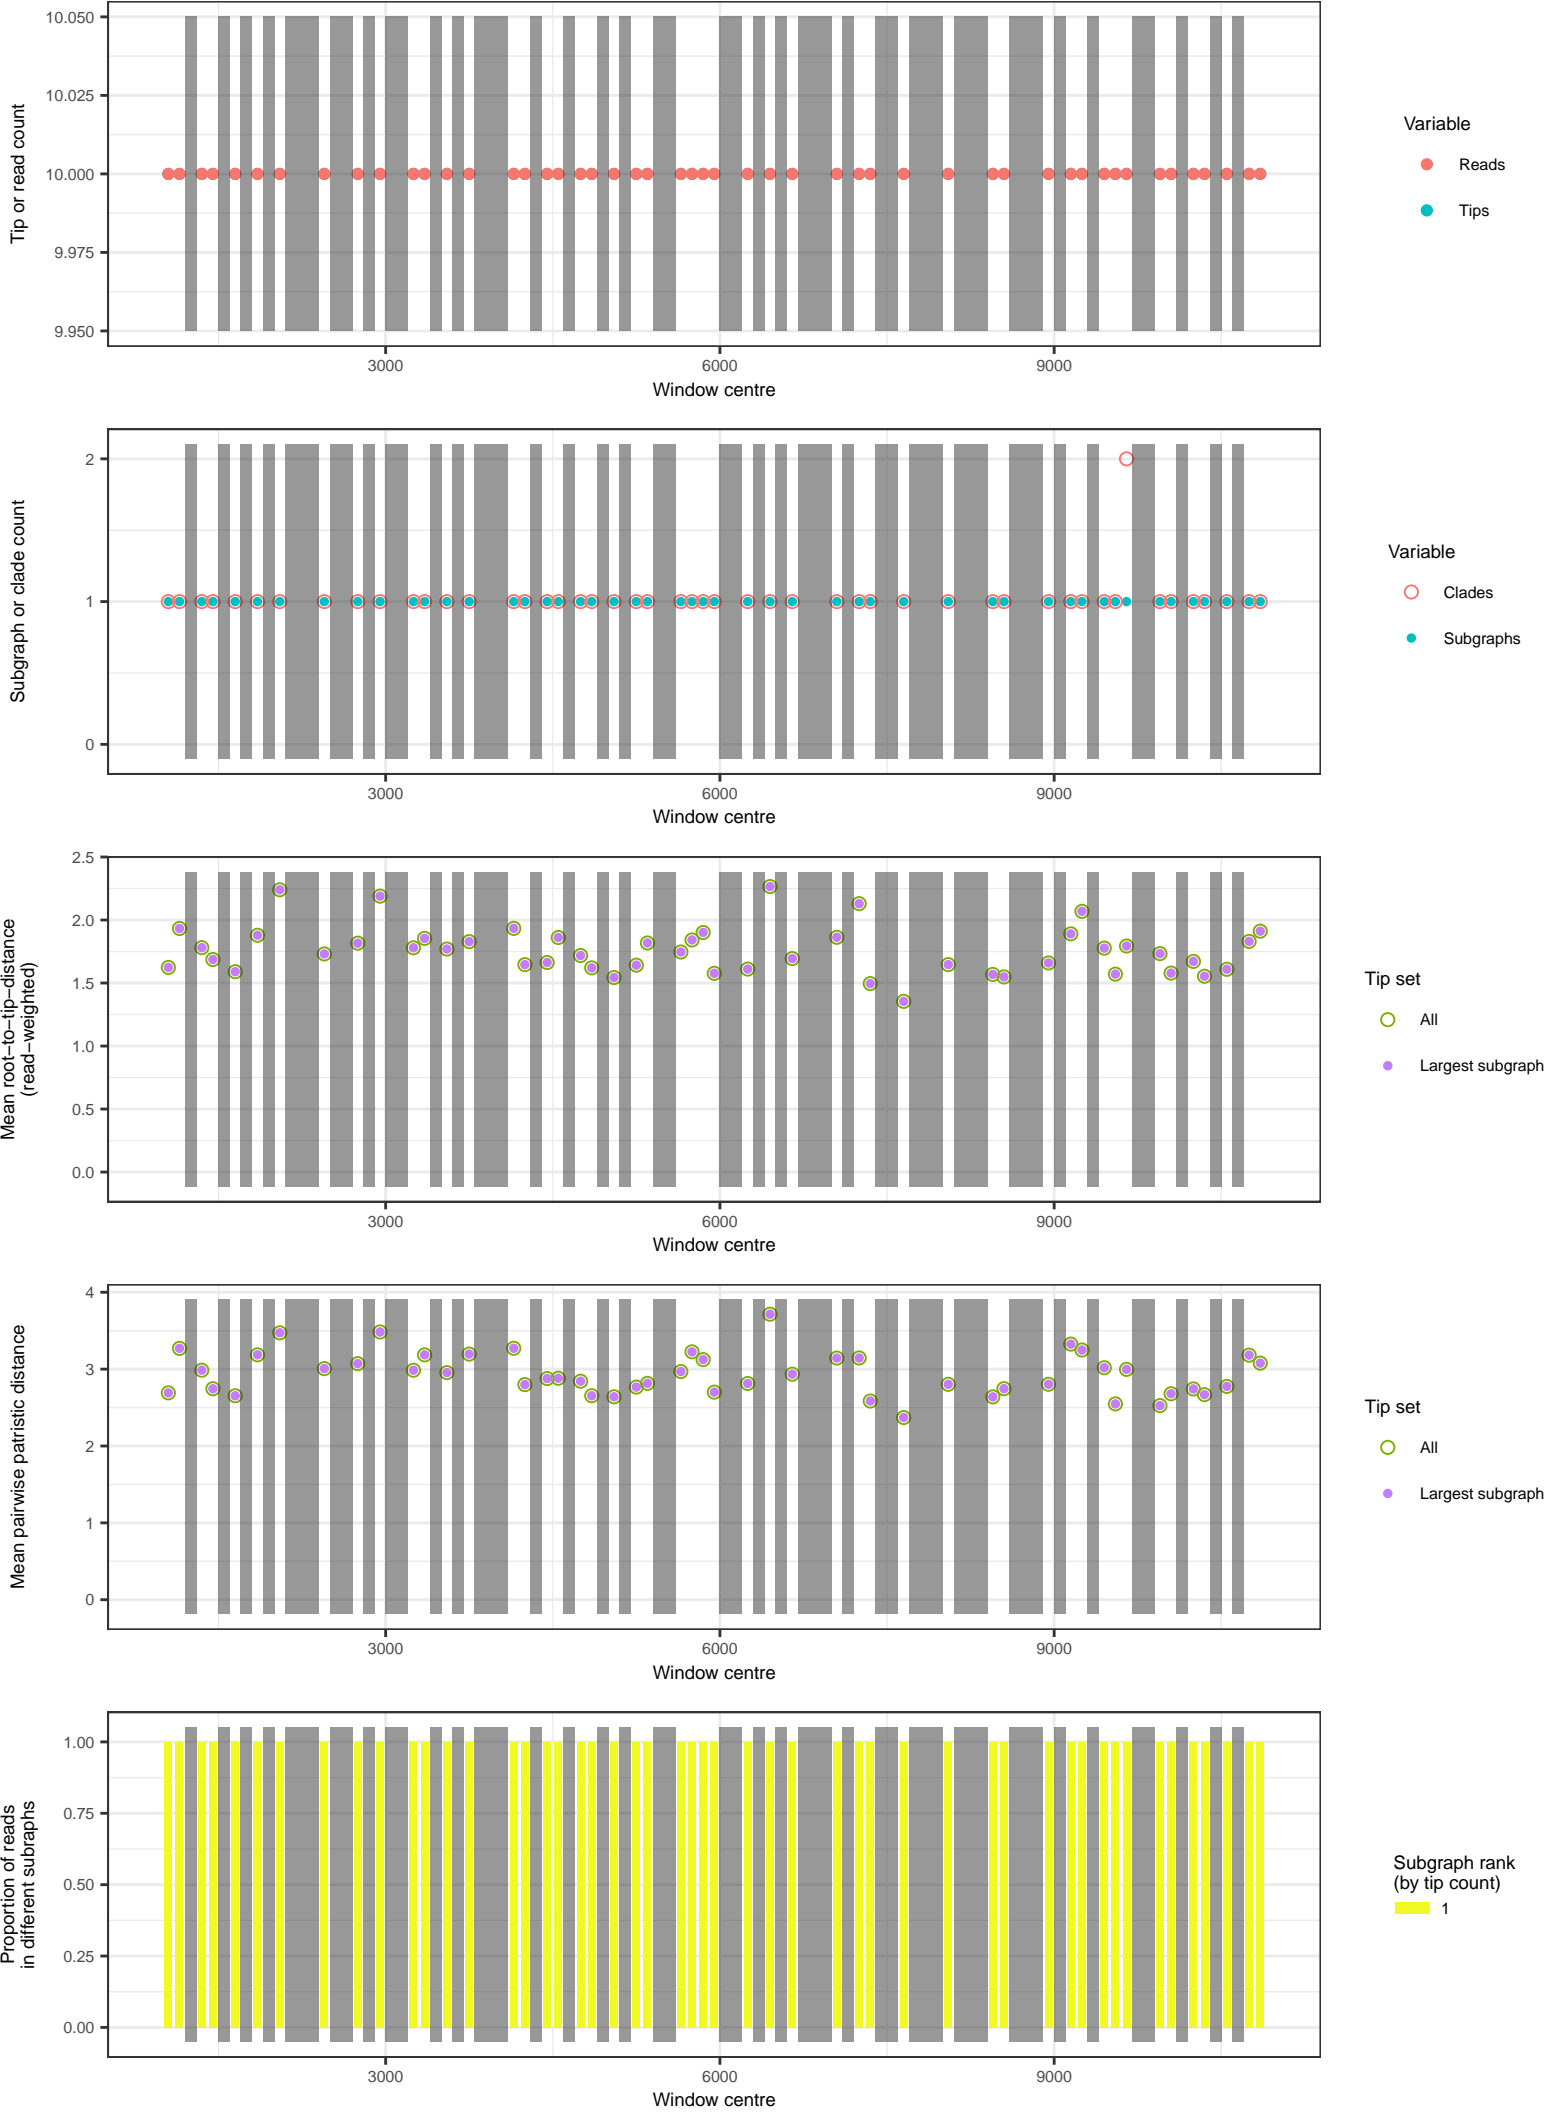 10.050
10.025
10.000
9.975
9.950
Tip or read count
3000
6000
9000
Window centre
Variable
Reads
Tips
2
1
0
Subgraph or clade count
3000
6000
9000
Window centre
Variable
Clades
Subgraphs
2.5
2.0
1.5
1.0
0.5
0.0
Mean root−to−tip−distance
(read−weighted)
3000
6000
9000
Window centre
Tip set
All
Largest subgraph
4
3
2
1
0
Mean pairwise patristic distance
3000
6000
9000
Window centre
Tip set
All
Largest subgraph
1.00
0.75
0.50
0.25
0.00
Proportion of reads
in different subraphs
3000
6000
9000
Window centre
Subgraph rank
(by tip count)
1